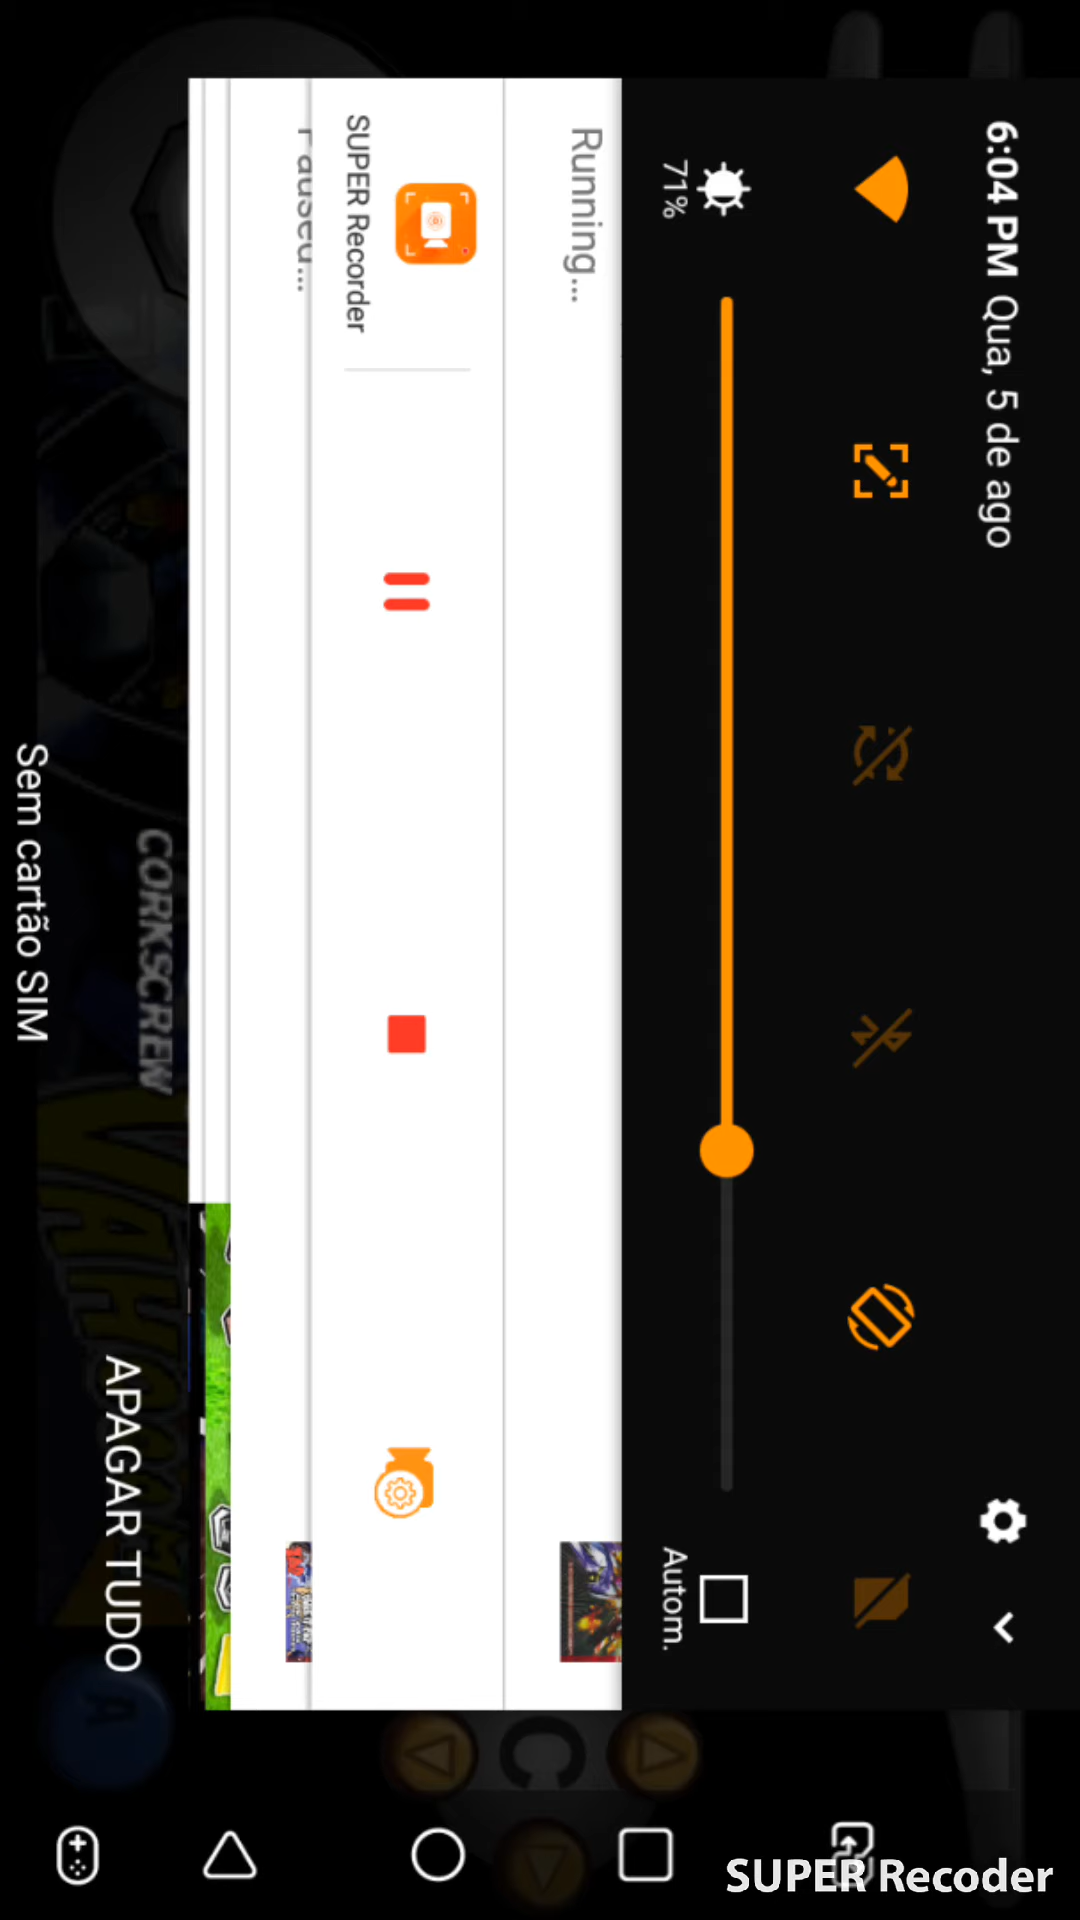 6:04 PM Qua, 5 de ago
71%
Autom.
Running...
SUPER Recorder
Paused...
APAGAR TUDO
CORKSCREW
Sem cartão SIM
A
C
SUPER Recoder